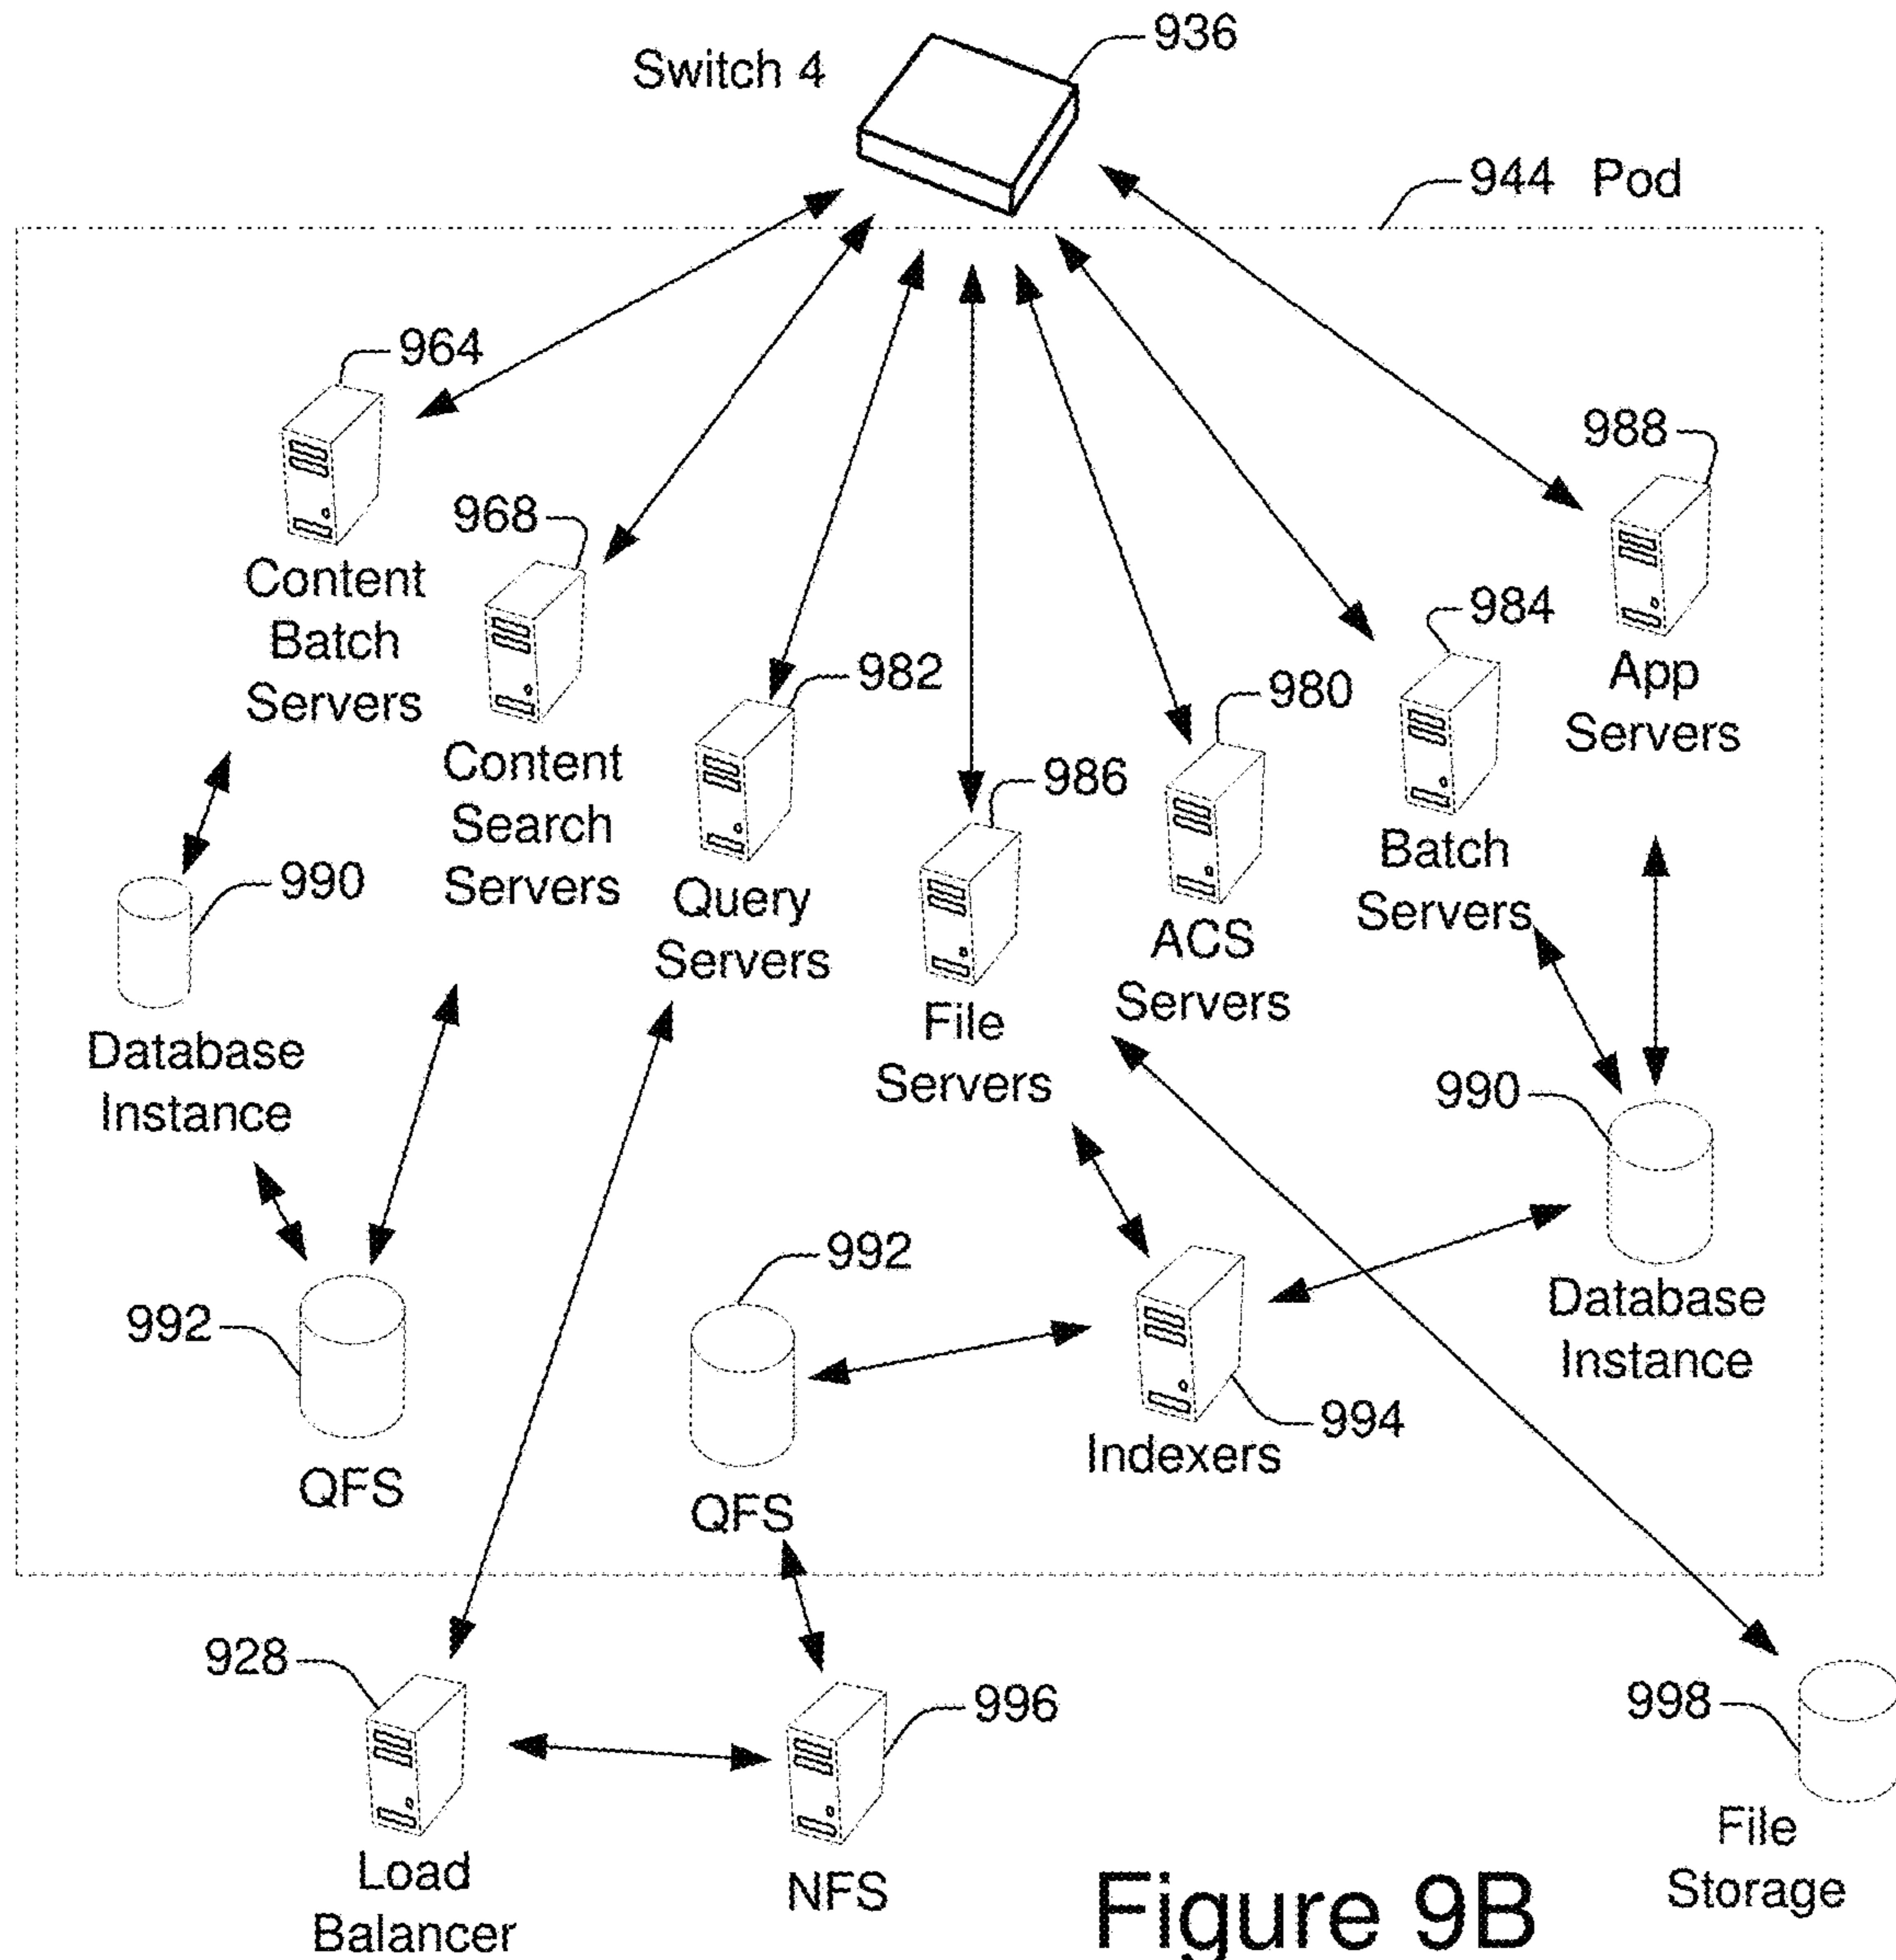 936
Switch 4
944 Pod
964
988
968
Content
Batch
Servers
984
982
980
App
Servers
Content
Search
Servers
986
Batch
Servers
990
Query
Servers
ACS
Servers
File
Servers
Database
Instance
990
992
992
Database
Instance
994
Indexers
QFS
QFS
928
996
998
Load
Balancer
NFS
File
Storage
Figure 9B